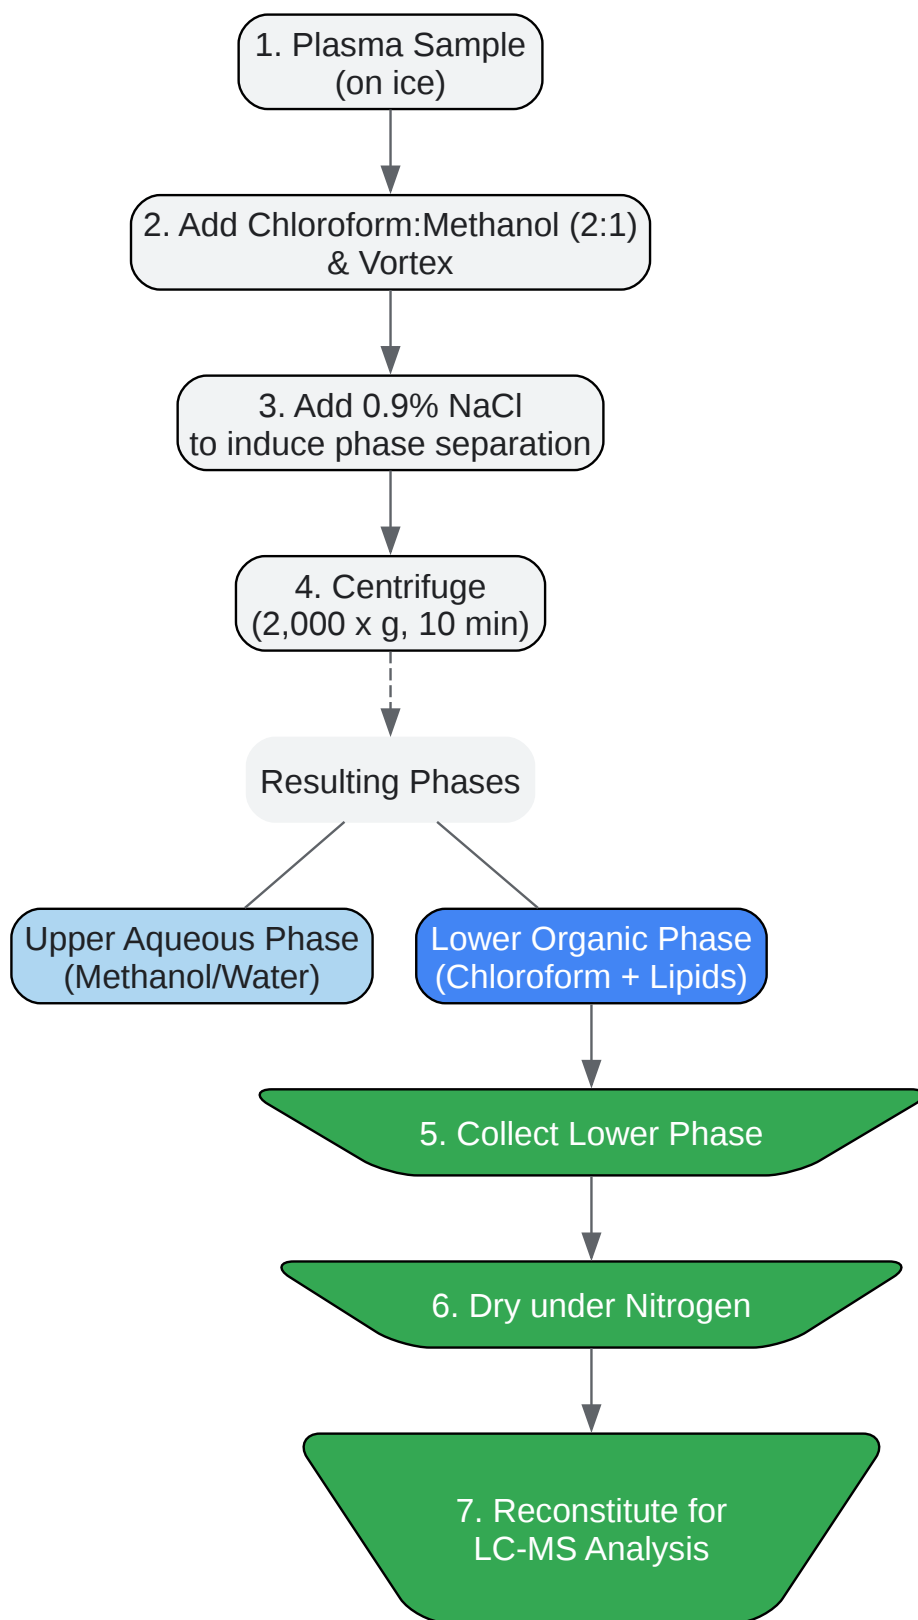 1. Plasma Sample
(on ice)
2. Add Chloroform:Methanol (2:1)
& Vortex
3. Add 0.9% NaCl
to induce phase separation
4. Centrifuge
(2,000 x g, 10 min)
Resulting Phases
Upper Aqueous Phase
(Methanol/Water)
Lower Organic Phase
(Chloroform + Lipids)
5. Collect Lower Phase
6. Dry under Nitrogen
7. Reconstitute for
LC-MS Analysis